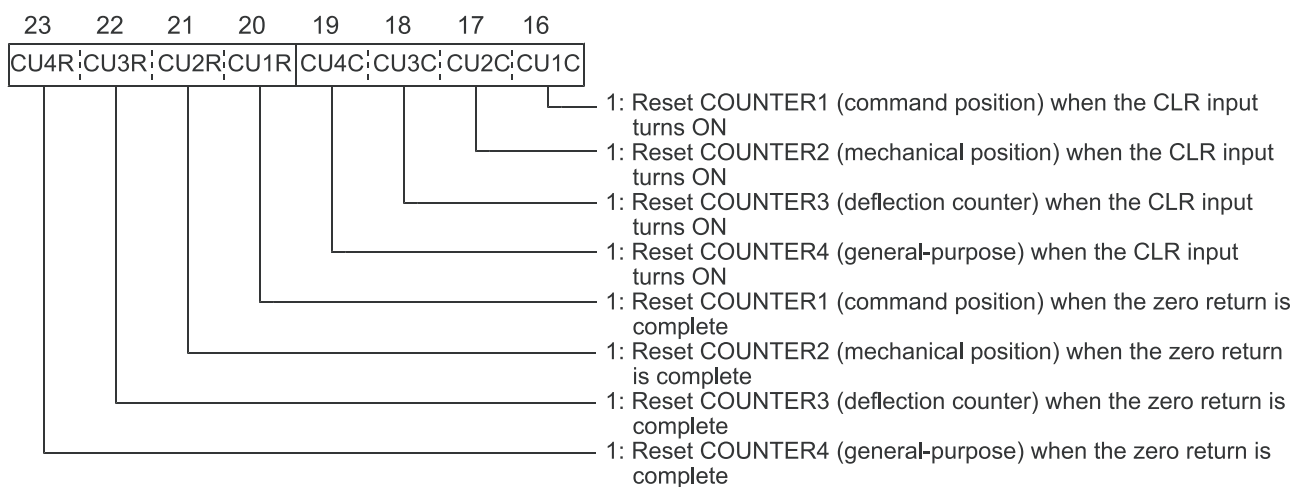 23 22 21 20 19 18 17 16
CU4R CU3R CU2R CU1R CU4C CU3C CU2C CU1C
1: Reset COUNTER1 (command position) when the CLR input
turns ON
1: Reset COUNTER2 (mechanical position) when the CLR input
turns ON
1: Reset COUNTER3 (deflection counter) when the CLR input
turns ON
1: Reset COUNTER4 (general-purpose) when the CLR input
turns ON
1: Reset COUNTER1 (command position) when the zero return is
complete
1: Reset COUNTER2 (mechanical position) when the zero return
is complete
1: Reset COUNTER3 (deflection counter) when the zero return is
complete
1: Reset COUNTER4 (general-purpose) when the zero return is
complete